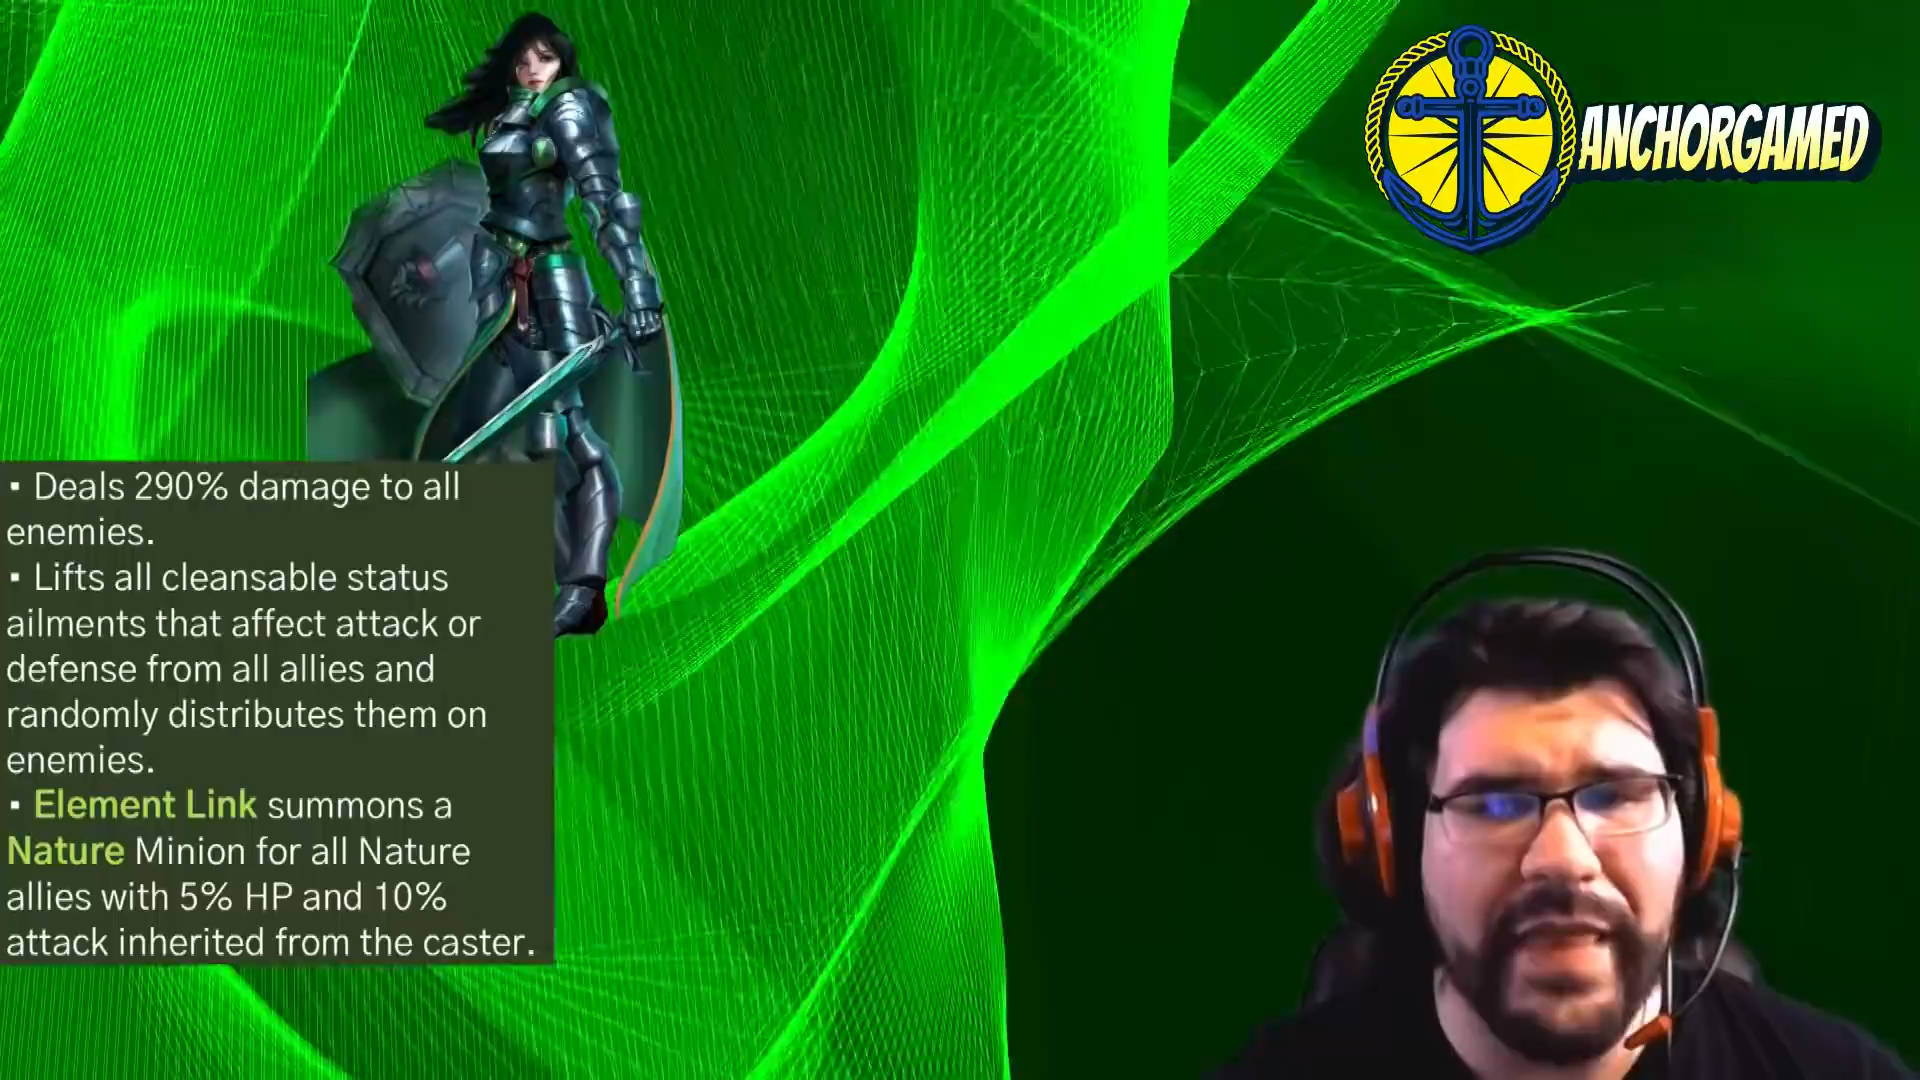 ANCHORGAMED
▪ Deals 290% damage to all
enemies.
▪ Lifts all cleansable status
ailments that affect attack or
defense from all allies and
randomly distributes them on
enemies.
▪ Element Link summons a
Nature Minion for all Nature
allies with 5% HP and 10%
attack inherited from the caster.